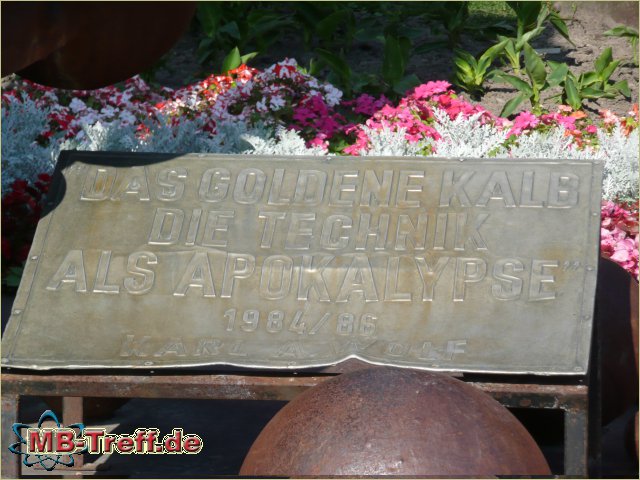 "DAS GOLDENE KALB
DIE TECHNIK
ALS APOKALYPSE"
1984/86
KARL A. WOLF
MB-Treff.de